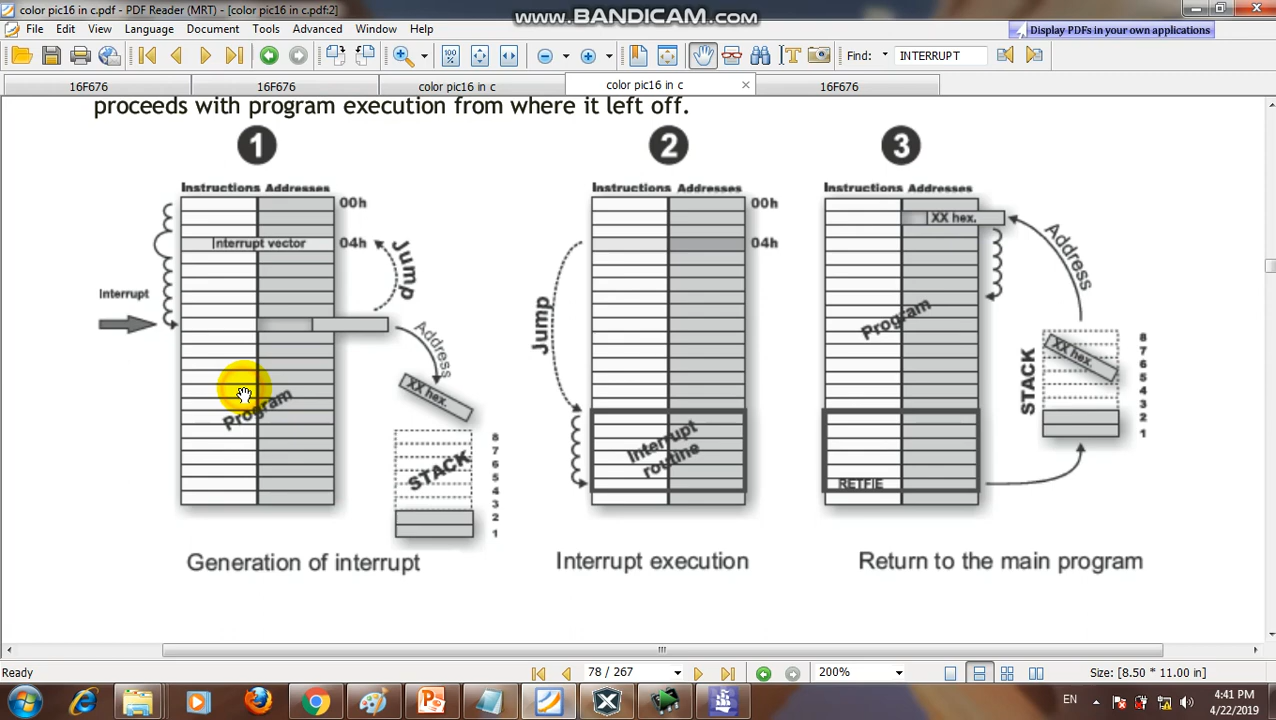 color pic16 in c.pdf - PDF Reader (MRT) - [color pic16 in c.pdf:2]
www.BANDICAM.com
File Edit View Language Document Tools Advanced Window Help
Display PDFs in your own applications
Find: INTERRUPT
16F676 16F676 color pic16 in c color pic16 in c 16F676
proceeds with program execution from where it left off.
1 2 3
Instructions Addresses Instructions Addresses Instructions Addresses
00h 00h XX hex.
Interrupt vector 04h 04h
Jump Address
Interrupt
Address Jump Program
XX hex. STACK XX hex. 8 7 6 5 4 3 2 1
Program
STACK 8 7 6 5 4 3 2 1
Interrupt routine
RETFIE
Generation of interrupt Interrupt execution Return to the main program
Ready 78 / 267 200% Size: [8.50 * 11.00 in]
EN 4:41 PM
4/22/2019